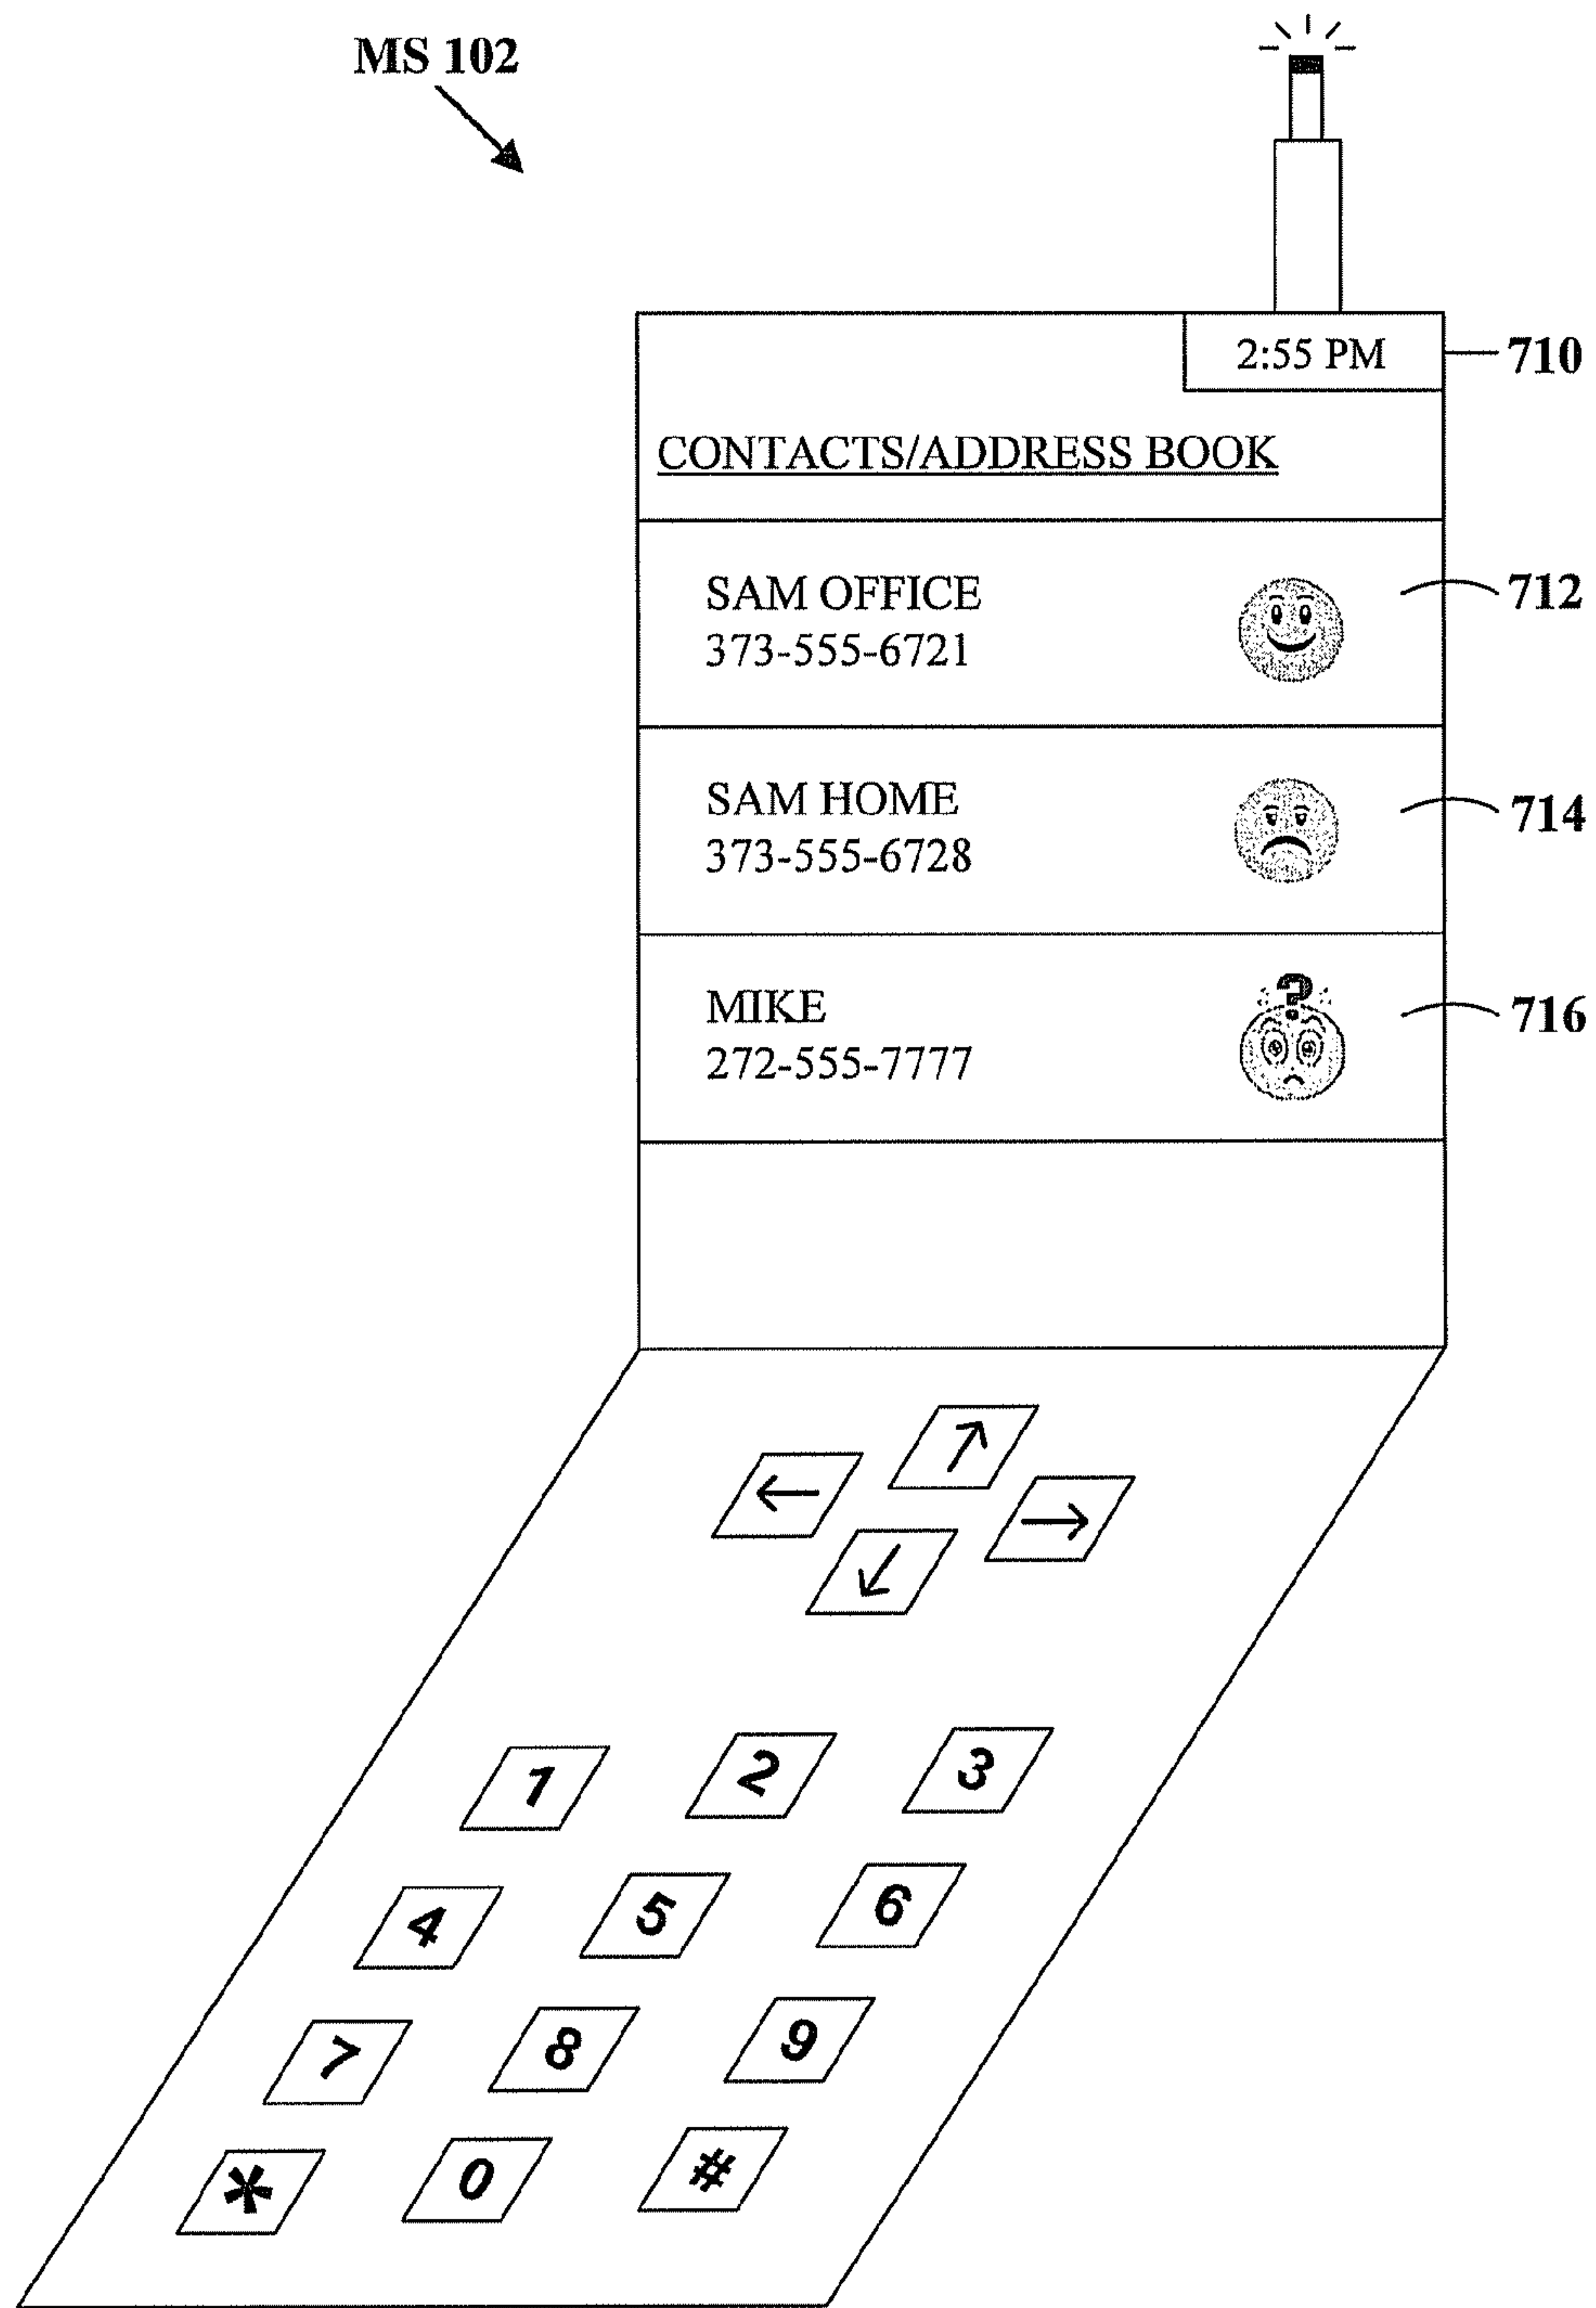 MS 102
2:55 PM
710
CONTACTS/ADDRESS BOOK
SAM OFFICE
373-555-6721
712
SAM HOME
373-555-6728
714
?
MIKE
272-555-7777
716
← ↑ → ↓
1 2 3
4 5 6
7 8 9
* 0 #